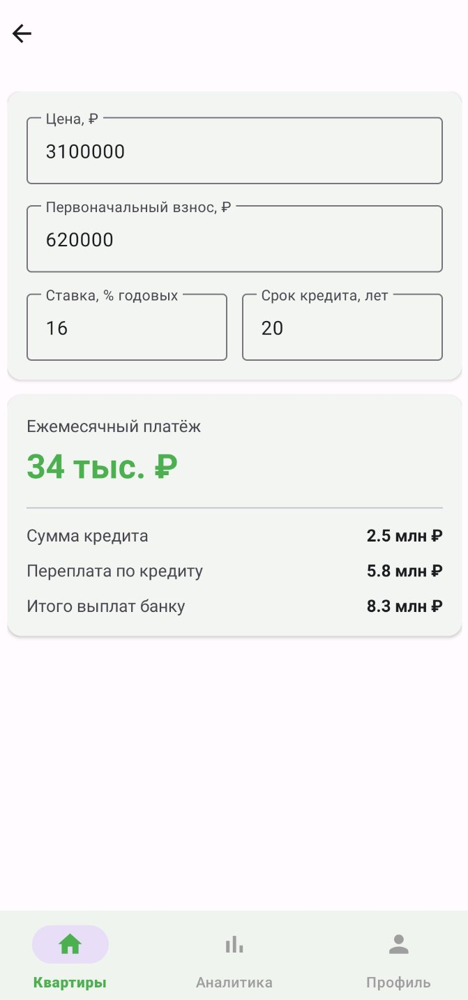 Цена, ₽
3100000
Первоначальный взнос, ₽
620000
Ставка, % годовых
16
Срок кредита, лет
20
Ежемесячный платёж
34 тыс. ₽
Сумма кредита 2.5 млн ₽
Переплата по кредиту 5.8 млн ₽
Итого выплат банку 8.3 млн ₽
Квартиры Аналитика Профиль